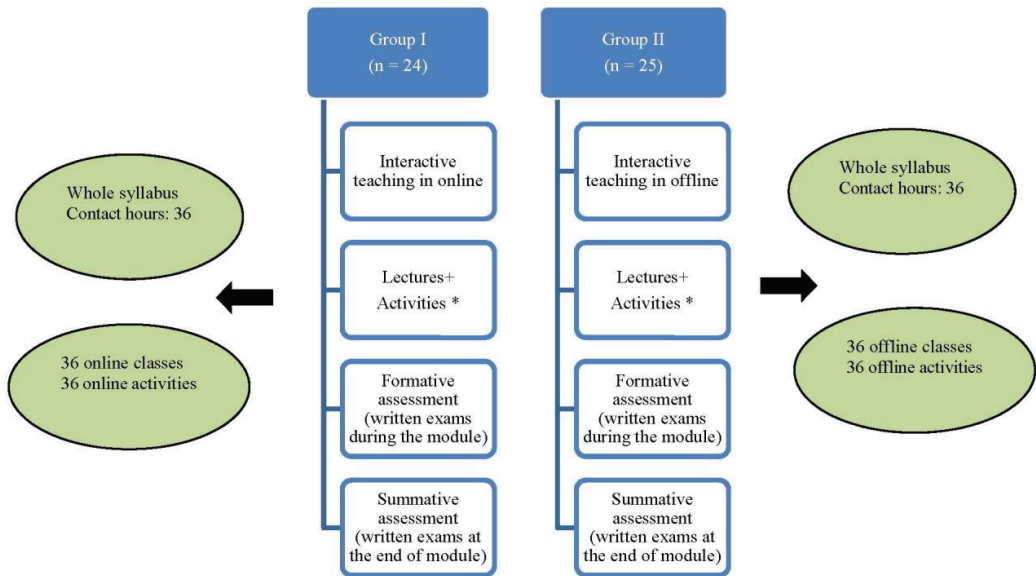 Group I
(n = 24)
Interactive
teaching in online
Lectures+
Activities *
Formative
assessment
(written exams
during the module)
Summative
assessment
(written exams at
the end of module)
Whole syllabus
Contact hours: 36
36 online classes
36 online activities
Group II
(n = 25)
Interactive
teaching in offline
Lectures+
Activities *
Formative
assessment
(written exams
during the module)
Summative
assessment
(written exams at
the end of module)
Whole syllabus
Contact hours: 36
36 offline classes
36 offline activities